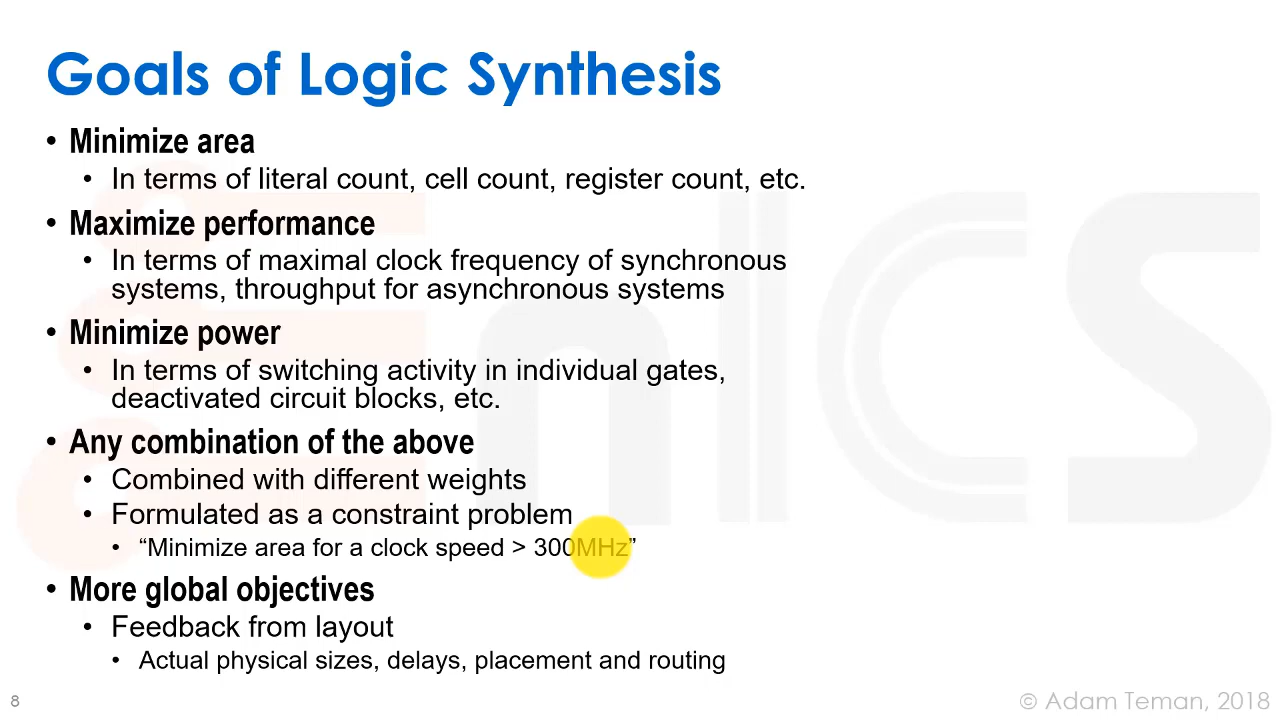 Goals of Logic Synthesis
• Minimize area
• In terms of literal count, cell count, register count, etc.
• Maximize performance
• In terms of maximal clock frequency of synchronous
systems, throughput for asynchronous systems
• Minimize power
• In terms of switching activity in individual gates,
deactivated circuit blocks, etc.
• Any combination of the above
• Combined with different weights
• Formulated as a constraint problem
• “Minimize area for a clock speed > 300MHz”
• More global objectives
• Feedback from layout
• Actual physical sizes, delays, placement and routing
8
© Adam Teman, 2018
EnICS